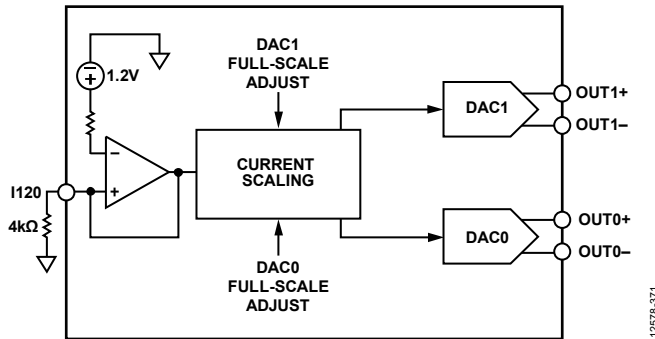 DAC1
FULL-SCALE
ADJUST
1.2V
DAC1
OUT1+
OUT1–
CURRENT
SCALING
I120
4kΩ
DAC0
OUT0+
OUT0–
DAC0
FULL-SCALE
ADJUST
12578-371